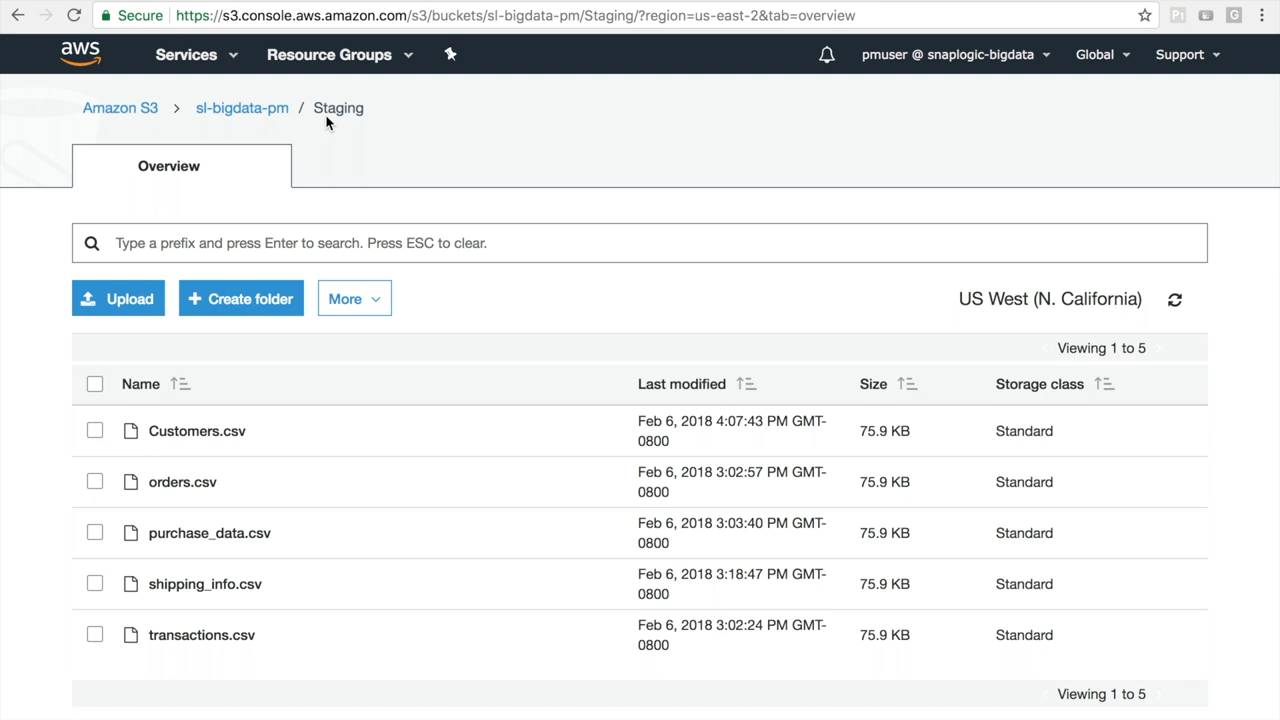 Secure https://s3.console.aws.amazon.com/s3/buckets/sl-bigdata-pm/Staging/?region=us-east-2&tab=overview
aws Services Resource Groups pmuser @ snaplogic-bigdata Global Support
Amazon S3 > sl-bigdata-pm / Staging
Overview
Type a prefix and press Enter to search. Press ESC to clear.
Upload + Create folder More US West (N. California)
Viewing 1 to 5
Name Last modified Size Storage class
Customers.csv Feb 6, 2018 4:07:43 PM GMT-0800 75.9 KB Standard
orders.csv Feb 6, 2018 3:02:57 PM GMT-0800 75.9 KB Standard
purchase_data.csv Feb 6, 2018 3:03:40 PM GMT-0800 75.9 KB Standard
shipping_info.csv Feb 6, 2018 3:18:47 PM GMT-0800 75.9 KB Standard
transactions.csv Feb 6, 2018 3:02:24 PM GMT-0800 75.9 KB Standard
Viewing 1 to 5